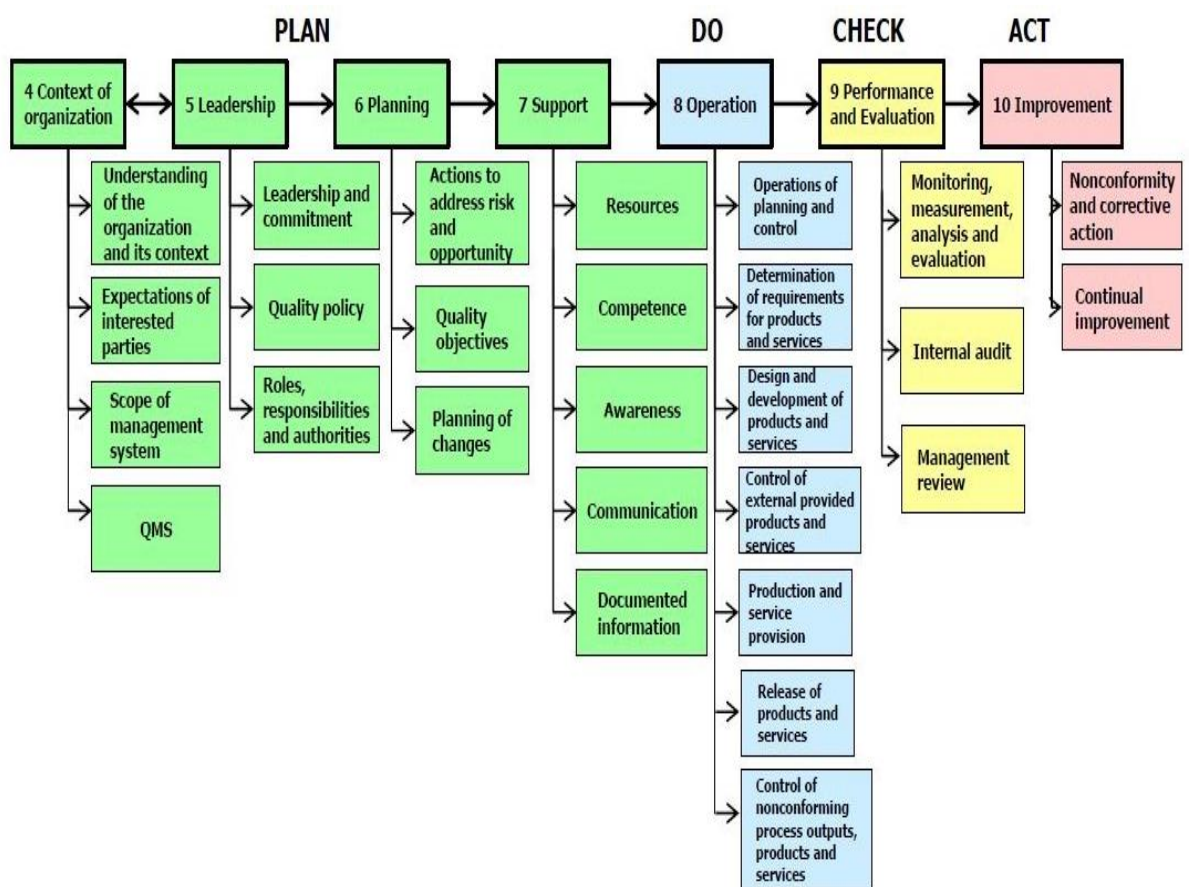 PLAN
DO
CHECK
ACT
4 Context of
organization
5 Leadership
6 Planning
7 Support
8 Operation
9 Performance
and Evaluation
10 Improvement
Understanding
of the
organization
and its context
Expectations of
interested
parties
Scope of
management
system
QMS
Leadership and
commitment
Quality policy
Roles,
responsibilities
and authorities
Actions to
address risk
and
opportunity
Quality
objectives
Planning of
changes
Resources
Competence
Awareness
Communication
Documented
information
Operations of
planning and
control
Determination
of requirements
for products
and services
Design and
development of
products and
services
Control of
external provided
products and
services
Production and
service
provision
Release of
products and
services
Control of
nonconforming
process outputs,
products and
services
Monitoring,
measurement,
analysis and
evaluation
Internal audit
Management
review
Nonconformity
and corrective
action
Continual
improvement